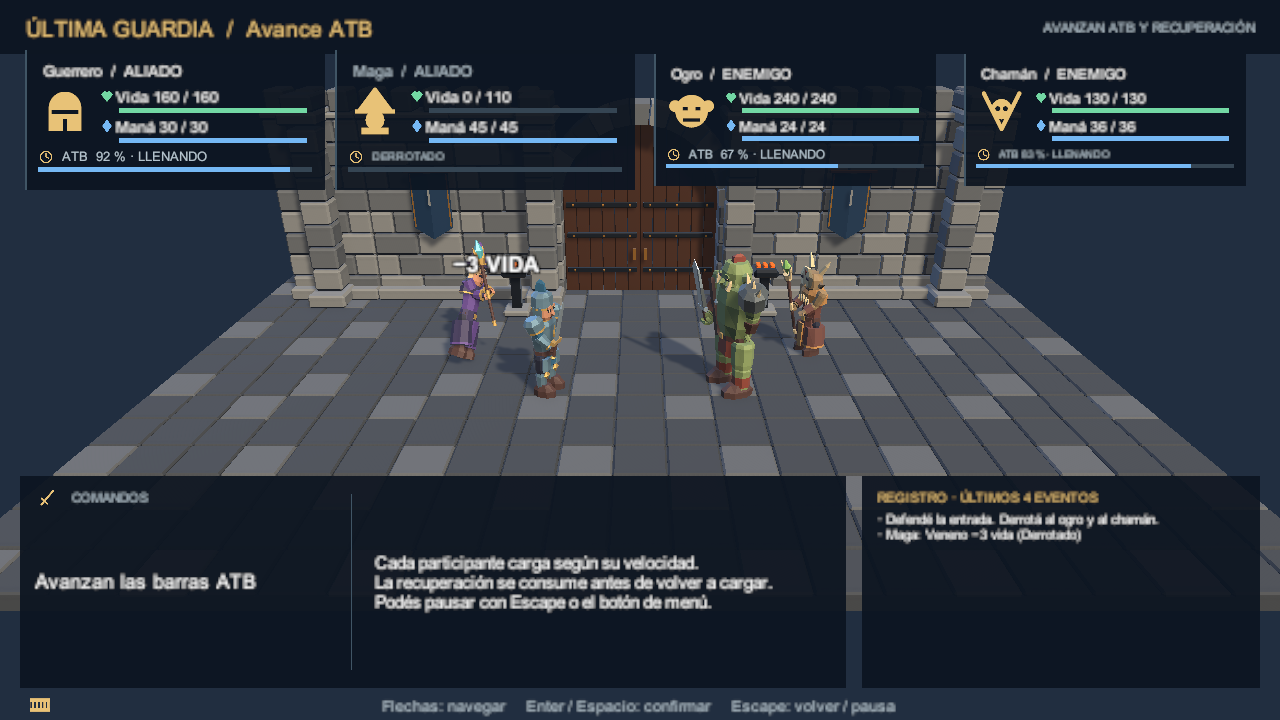 ÚLTIMA GUARDIA / Avance ATB
AVANZAN ATB Y RECUPERACIÓN
Guerrero / ALIADO
Vida 160 / 160
Maná 30 / 30
ATB 92 % · LLENANDO
Maga / ALIADO
Vida 0 / 110
Maná 45 / 45
DERROTADO
Ogro / ENEMIGO
Vida 240 / 240
Maná 24 / 24
ATB 67 % · LLENANDO
Chamán / ENEMIGO
Vida 130 / 130
Maná 36 / 36
ATB 83 % · LLENANDO
−3 VIDA
COMANDOS
Avanzan las barras ATB
Cada participante carga según su velocidad.
La recuperación se consume antes de volver a cargar.
Podés pausar con Escape o el botón de menú.
REGISTRO · ÚLTIMOS 4 EVENTOS
· Defendé la entrada. Derrotá al ogro y al chamán.
· Maga: Veneno −3 vida (Derrotado)
Flechas: navegar Enter / Espacio: confirmar Escape: volver / pausa